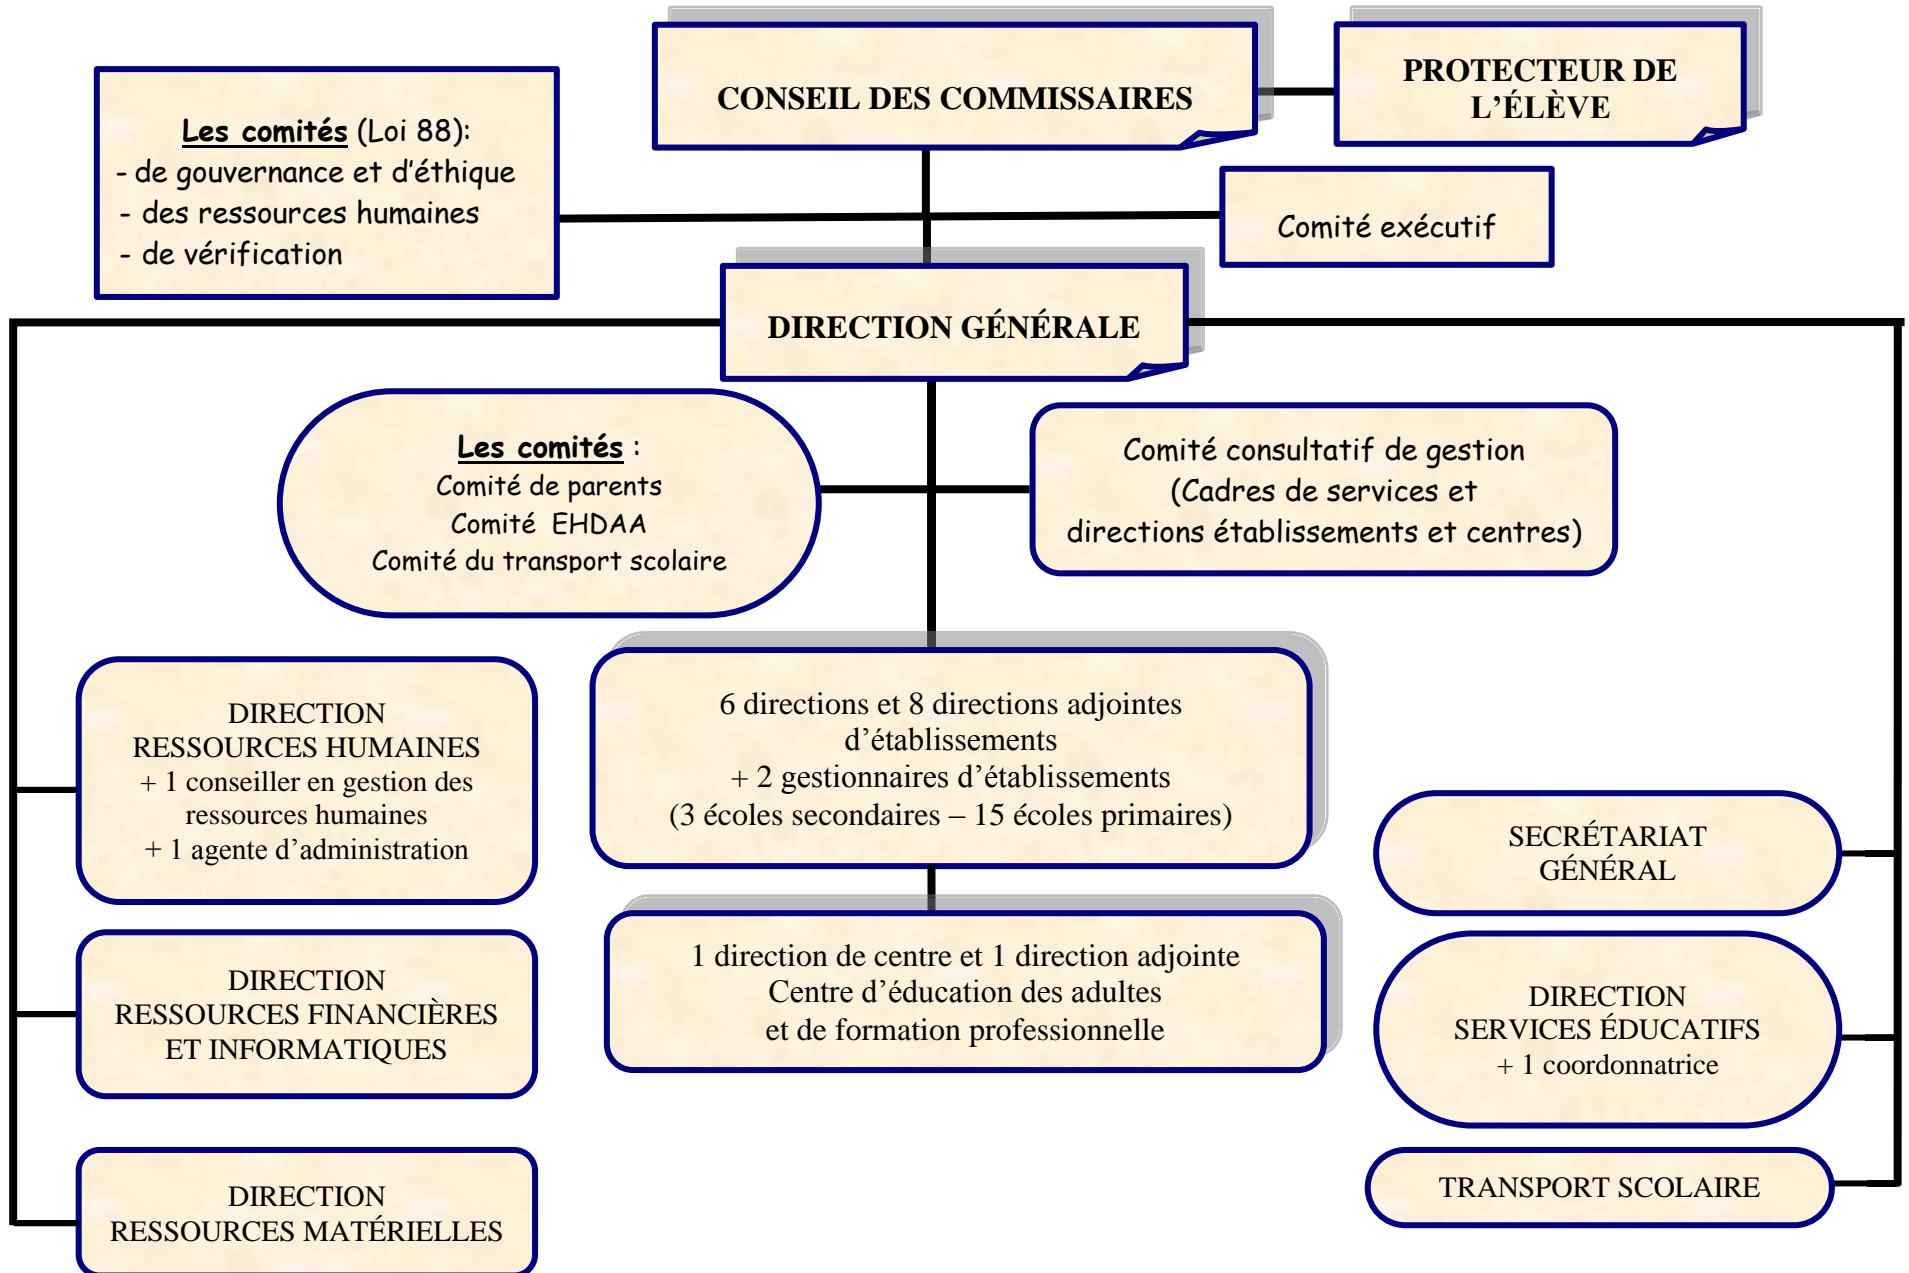 CONSEIL DES COMMISSAIRES
PROTECTEUR DE
L’ÉLÈVE
Les comités (Loi 88):
- de gouvernance et d’éthique
- des ressources humaines
- de vérification
Comité exécutif
DIRECTION GÉNÉRALE
Les comités :
Comité de parents
Comité EHDAA
Comité du transport scolaire
Comité consultatif de gestion
(Cadres de services et
directions établissements et centres)
DIRECTION
RESSOURCES HUMAINES
+ 1 conseiller en gestion des
ressources humaines
+ 1 agente d’administration
6 directions et 8 directions adjointes
d’établissements
+ 2 gestionnaires d’établissements
(3 écoles secondaires – 15 écoles primaires)
SECRÉTARIAT
GÉNÉRAL
DIRECTION
RESSOURCES FINANCIÈRES
ET INFORMATIQUES
1 direction de centre et 1 direction adjointe
Centre d’éducation des adultes
et de formation professionnelle
DIRECTION
SERVICES ÉDUCATIFS
+ 1 coordonnatrice
DIRECTION
RESSOURCES MATÉRIELLES
TRANSPORT SCOLAIRE